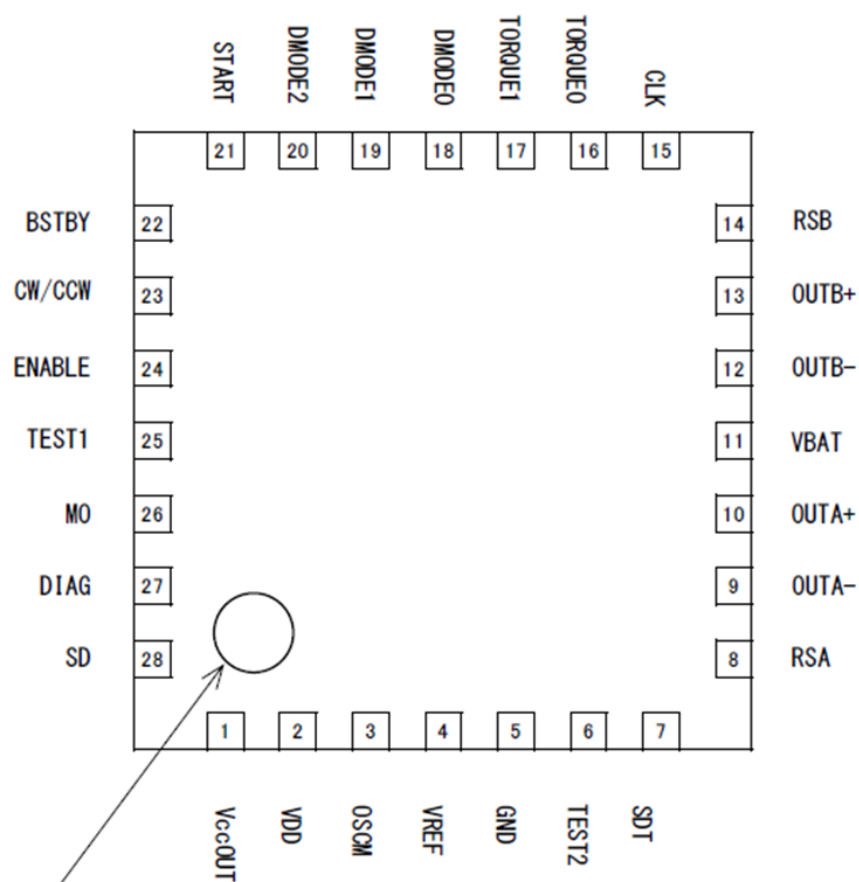 START DMODE2 DMODE1 DMODE0 TORQUE1 TORQUE0 CLK
21 20 19 18 17 16 15
BSTBY 22 14 RSB
CW/CCW 23 13 OUTB+
ENABLE 24 12 OUTB-
TEST1 25 11 VBAT
MO 26 10 OUTA+
DIAG 27 9 OUTA-
SD 28 8 RSA
1 2 3 4 5 6 7
VccOUT VDD OSCM VREF GND TEST2 SDT